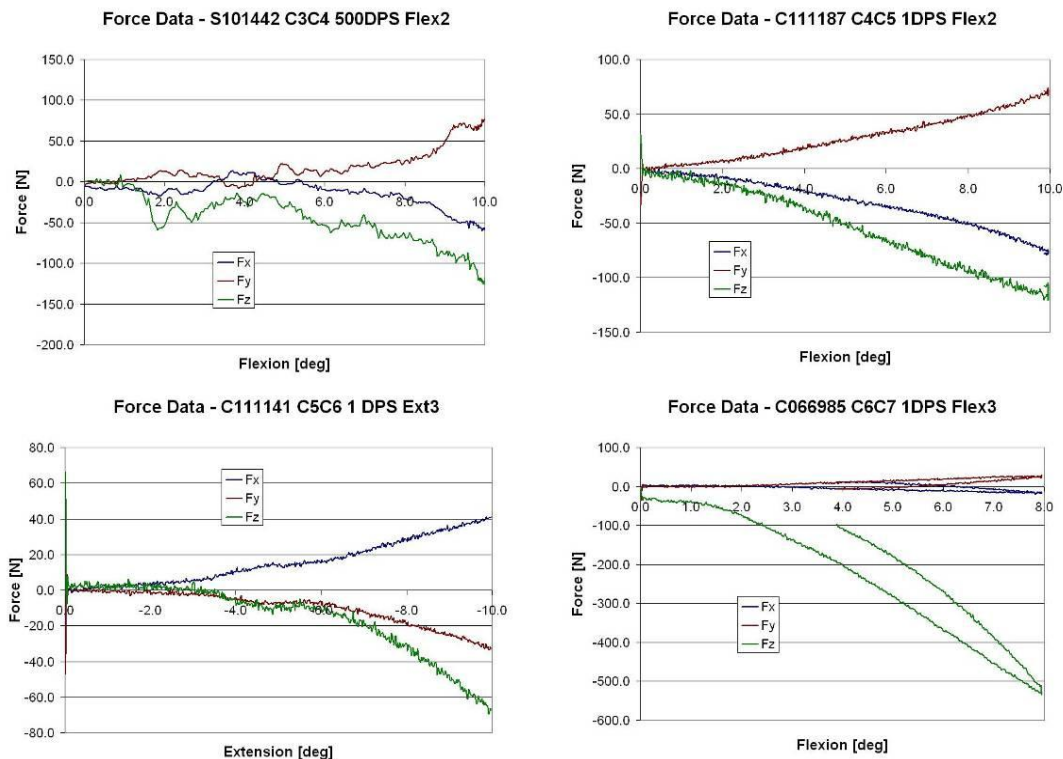 Force Data - S101442 C3C4 500DPS Flex2
Force [N]
150.0
100.0
50.0
0.0
-50.0
-100.0
-150.0
-200.0
0.0 2.0 4.0 6.0 8.0 10.0
Fx
Fy
Fz
Flexion [deg]
Force Data - C111187 C4C5 1DPS Flex2
Force [N]
100.0
50.0
0.0
-50.0
-100.0
-150.0
0.0 2.0 4.0 6.0 8.0 10.0
Fx
Fy
Fz
Flexion [deg]
Force Data - C111141 C5C6 1 DPS Ext3
Force [N]
80.0
60.0
40.0
20.0
0.0
-20.0
-40.0
-60.0
-80.0
0.0 -2.0 -4.0 -6.0 -8.0 -10.0
Fx
Fy
Fz
Extension [deg]
Force Data - C066985 C6C7 1DPS Flex3
Force [N]
100.0
0.0
-100.0
-200.0
-300.0
-400.0
-500.0
-600.0
0.0 1.0 2.0 3.0 4.0 5.0 6.0 7.0 8.0
Fx
Fy
Fz
Flexion [deg]